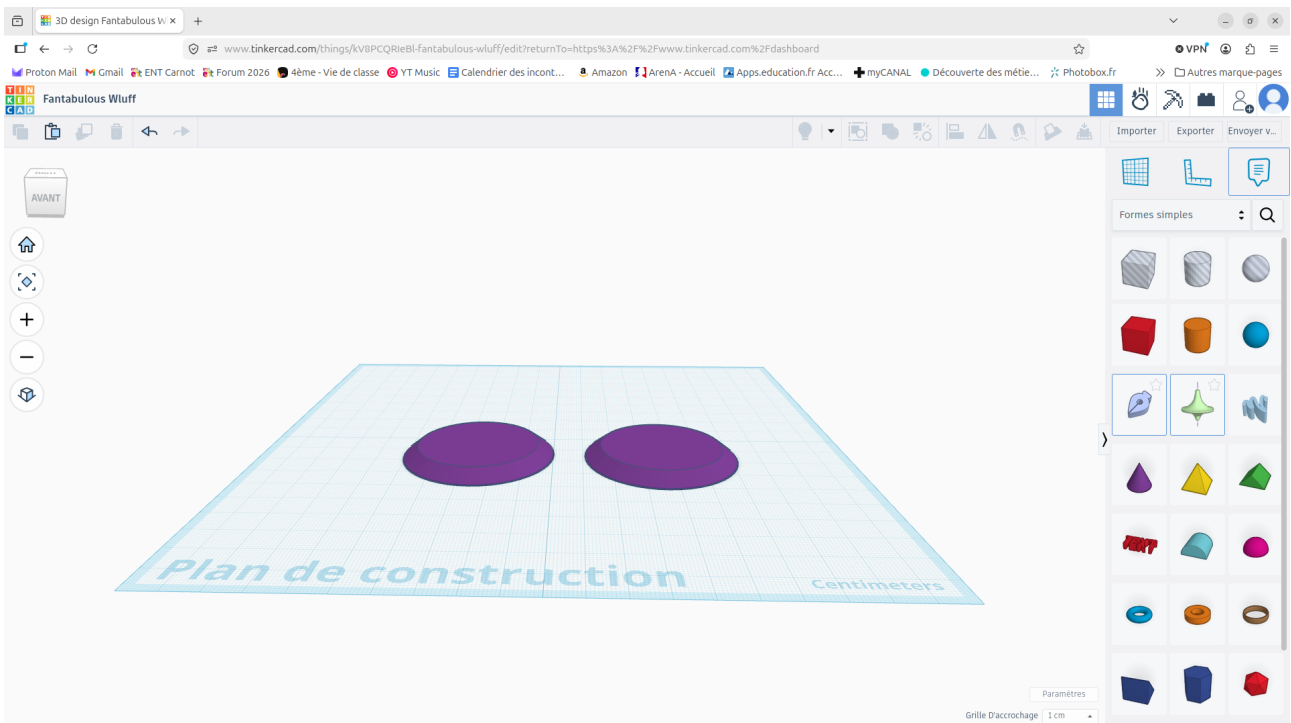 3D design Fantabulous W
www.tinkercad.com/things/kV8PCQRIeBl-fantabulous-wluff/edit?returnTo=https%3A%2F%2Fwww.tinkercad.com%2Fdashboard
VPN
Proton Mail Gmail ENT Carnot Forum 2026 4ème - Vie de classe YT Music Calendrier des incont... Amazon ArenA - Accueil Apps.education.fr Acc... myCANAL Découverte des métie... Photobox.fr Autres marque-pages
TIN
KER
CAD
Fantabulous Wluff
Importer Exporter Envoyer v...
AVANT
Formes simples
TEXT
Plan de construction
Centimeters
Paramètres
Grille D'accrochage 1 cm